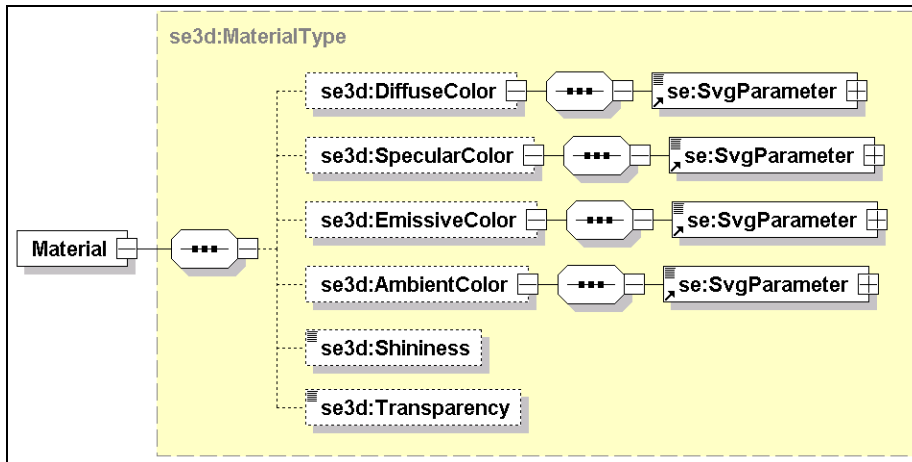 se3d:MaterialType
se3d:DiffuseColor se:SvgParameter
se3d:SpecularColor se:SvgParameter
se3d:EmissiveColor se:SvgParameter
Material
se3d:AmbientColor se:SvgParameter
se3d:Shininess
se3d:Transparency